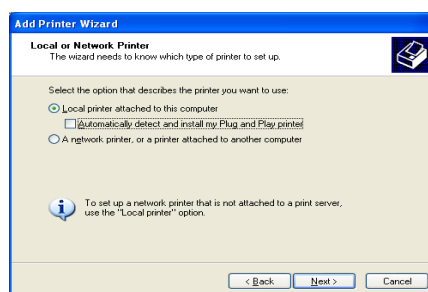 Add Printer Wizard
Local or Network Printer
The wizard needs to know which type of printer to set up.
Select the option that describes the printer you want to use:
Local printer attached to this computer
Automatically detect and install my Plug and Play printer
A network printer, or a printer attached to another computer
To set up a network printer that is not attached to a print server,
use the "Local printer" option.
< Back Next > Cancel